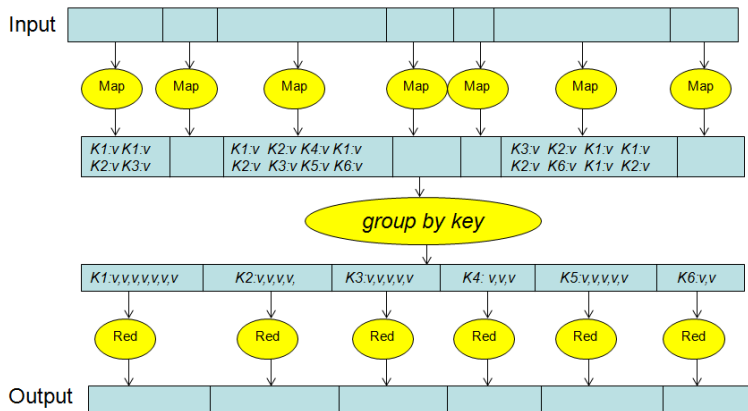 Input
Map Map Map Map Map Map Map
K1:v K1:v K1:v K2:v K4:v K1:v K3:v K2:v K1:v K1:v
K2:v K3:v K2:v K3:v K5:v K6:v K2:v K6:v K1:v K2:v
group by key
K1:v,v,v,v,v,v,v K2:v,v,v,v, K3:v,v,v,v,v K4: v,v,v K5:v,v,v,v,v K6:v,v
Red Red Red Red Red Red
Output